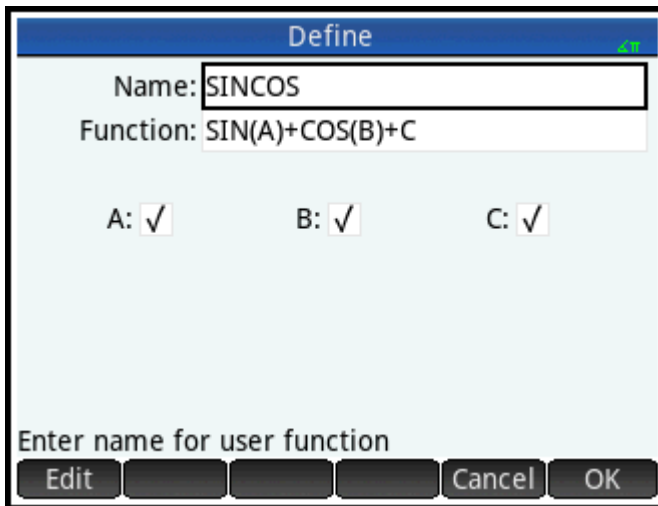 Define
∡π
Name: SINCOS
Function: SIN(A)+COS(B)+C
A: √ B: √ C: √
Enter name for user function
Edit Cancel OK